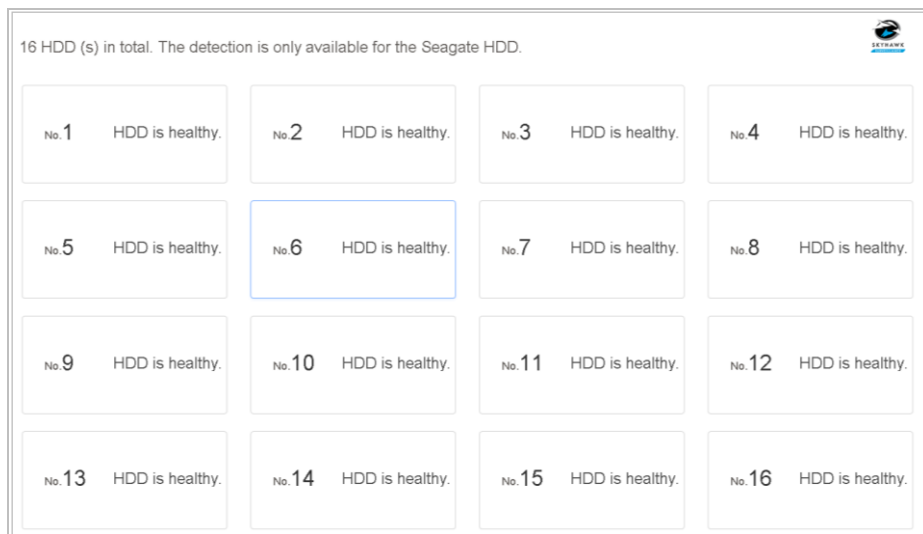 16 HDD (s) in total. The detection is only available for the Seagate HDD.
SKYHAWK
No.1 HDD is healthy.
No.2 HDD is healthy.
No.3 HDD is healthy.
No.4 HDD is healthy.
No.5 HDD is healthy.
No.6 HDD is healthy.
No.7 HDD is healthy.
No.8 HDD is healthy.
No.9 HDD is healthy.
No.10 HDD is healthy.
No.11 HDD is healthy.
No.12 HDD is healthy.
No.13 HDD is healthy.
No.14 HDD is healthy.
No.15 HDD is healthy.
No.16 HDD is healthy.